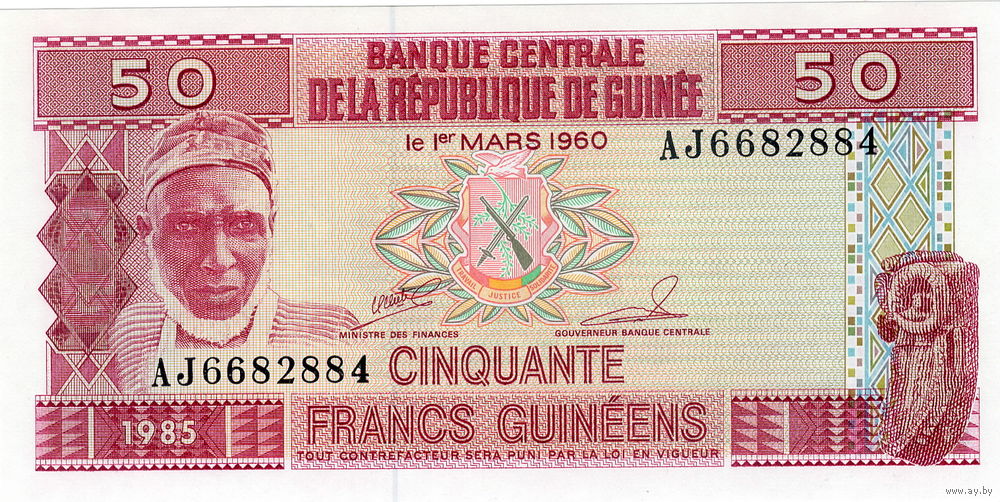 50
BANQUE CENTRALE
DE LA RÉPUBLIQUE DE GUINÉE
50
le 1er MARS 1960
AJ6682884
TRAVAIL JUSTICE SOLIDARITÉ
MINISTRE DES FINANCES
GOUVERNEUR BANQUE CENTRALE
AJ6682884
CINQUANTE
1985
FRANCS GUINÉENS
50
TOUT CONTREFACTEUR SERA PUNI PAR LA LOI EN VIGUEUR
www.ay.by